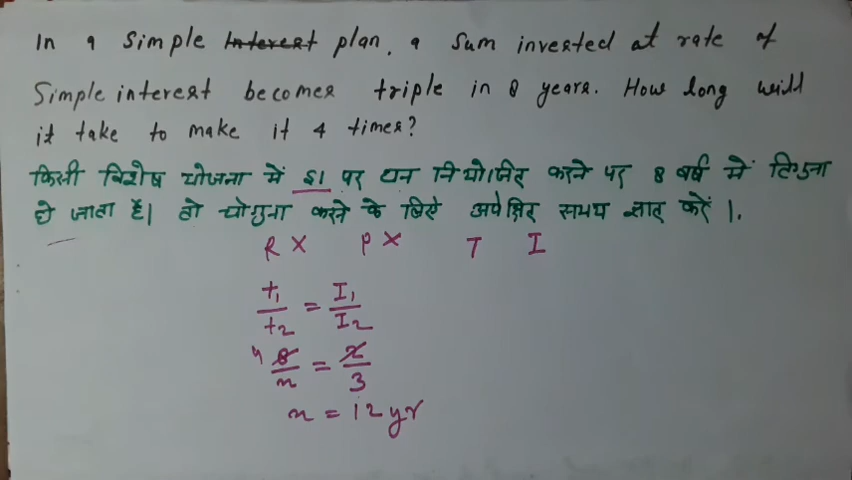 In a Simple Interest plan, a Sum invested at rate of
Simple interest becomes triple in 8 years. How long will
it take to make it 4 times?
किसी विशेष योजना में SI पर धन नियोजित करने पर 8 वर्ष में तिगुना
हो जाता है। तो चौगुना करने के लिए अपेक्षित समय ज्ञात करें।.
R X P X T I
t₁/t₂ = I₁/I₂
4 8/n = 2/3
n = 12 yr